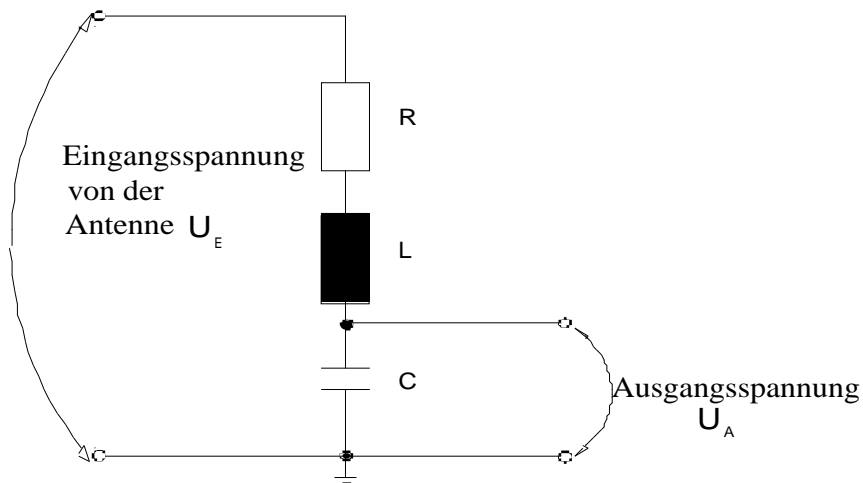 R
Eingangsspannung
von der
Antenne U_E
L
C
Ausgangsspannung
U_A